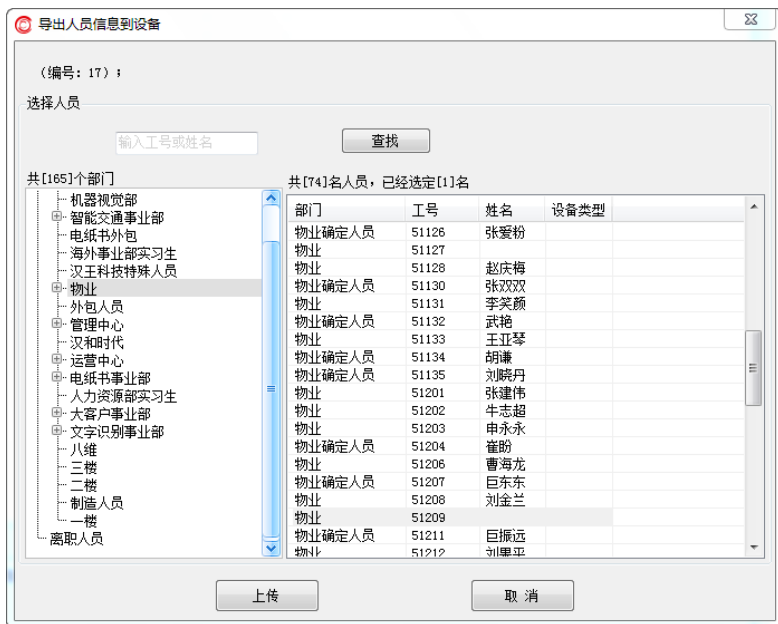 导出人员信息到设备
（编号：17）；
选择人员
输入工号或姓名 查找
共[165]个部门
机器视觉部
智能交通事业部
电纸书外包
海外事业部实习生
汉王科技特殊人员
物业
外包人员
管理中心
汉和时代
运营中心
电纸书事业部
人力资源部实习生
大客户事业部
文字识别事业部
八维
三楼
二楼
制造人员
一楼
离职人员
共[74]名人员，已经选定[1]名
部门 工号 姓名 设备类型
物业确定人员 51126 张爱粉
物业 51127
物业 51128 赵庆梅
物业确定人员 51130 张双双
物业 51131 李笑颜
物业确定人员 51132 武艳
物业 51133 王亚琴
物业确定人员 51134 胡谦
物业确定人员 51135 刘晓丹
物业 51201 张建伟
物业 51202 牛志超
物业 51203 申永永
物业确定人员 51204 崔盼
物业 51206 曹海龙
物业确定人员 51207 巨东东
物业 51208 刘金兰
物业 51209
物业确定人员 51211 巨振远
物业 51212
上传 取 消